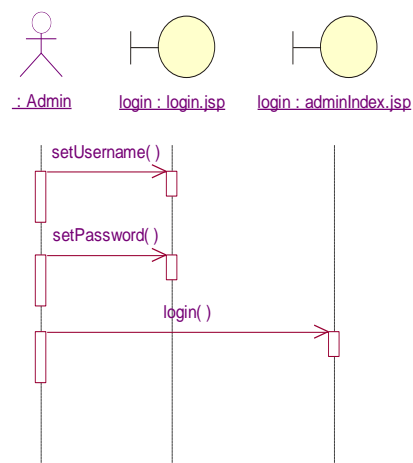 : Admin
login : login.jsp
login : adminIndex.jsp
setUsername( )
setPassword( )
login( )